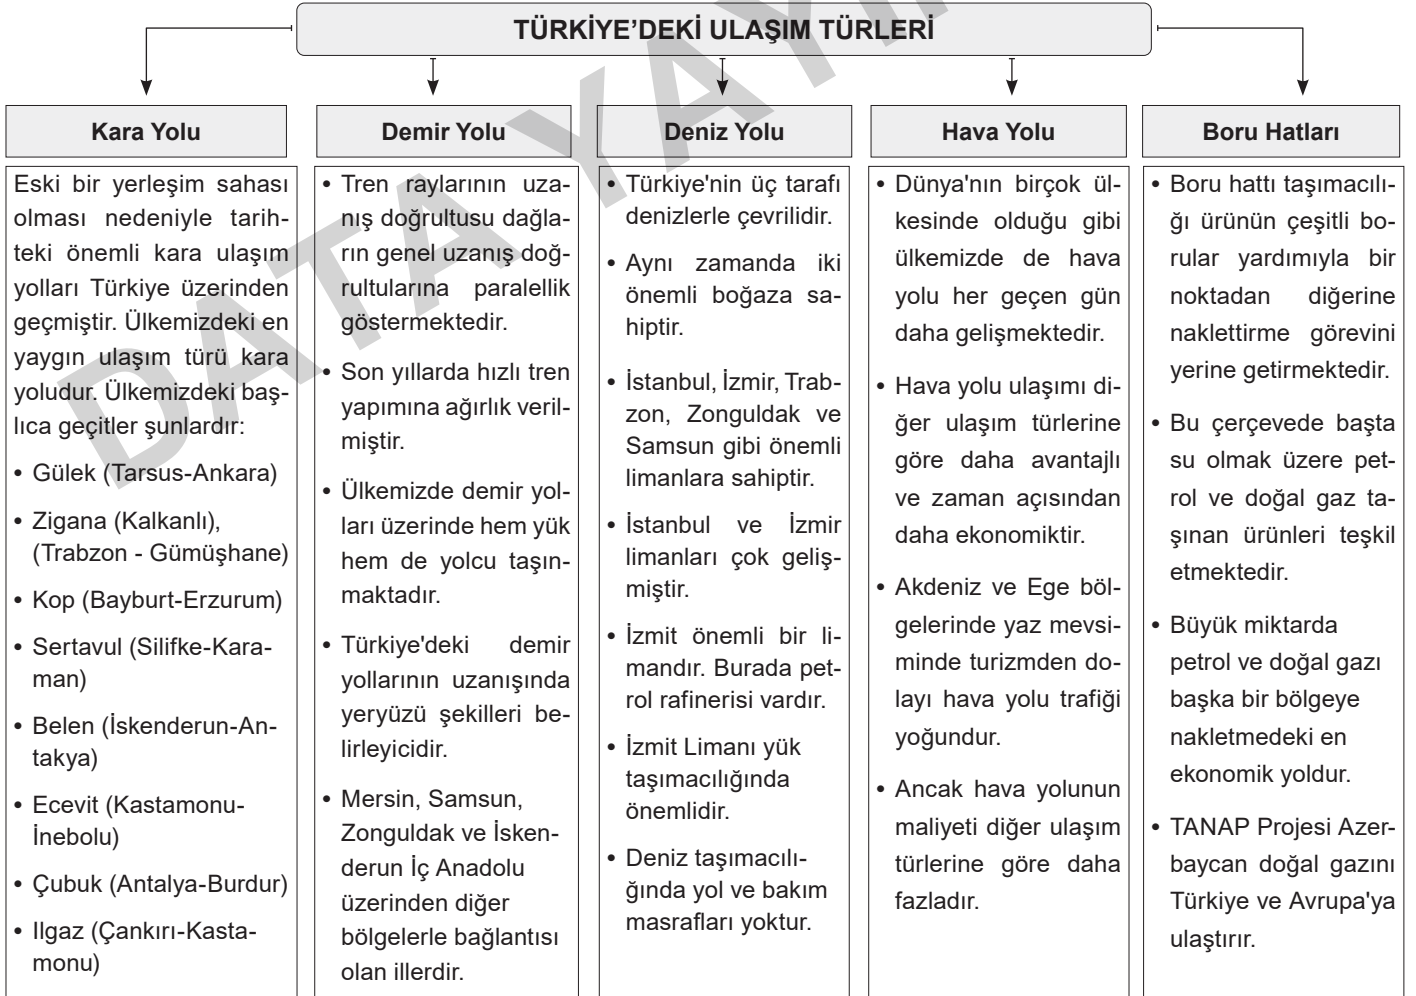 TÜRKİYE'DEKİ ULAŞIM TÜRLERİ
Kara Yolu
Eski bir yerleşim sahası
olması nedeniyle tarih-
teki önemli kara ulaşım
yolları Türkiye üzerinden
geçmiştir. Ülkemizdeki en
yaygın ulaşım türü kara
yoludur. Ülkemizdeki baş-
lıca geçitler şunlardır:
• Gülek (Tarsus-Ankara)
• Zigana (Kalkanlı),
(Trabzon - Gümüşhane)
• Kop (Bayburt-Erzurum)
• Sertavul (Silifke-Kara-
man)
• Belen (İskenderun-An-
takya)
• Ecevit (Kastamonu-
İnebolu)
• Çubuk (Antalya-Burdur)
• Ilgaz (Çankırı-Kasta-
monu)
Demir Yolu
• Tren raylarının uza-
nış doğrultusu dağla-
rın genel uzanış doğ-
rultularına paralellik
göstermektedir.
• Son yıllarda hızlı tren
yapımına ağırlık veril-
miştir.
• Ülkemizde demir yol-
ları üzerinde hem yük
hem de yolcu taşın-
maktadır.
• Türkiye'deki demir
yollarının uzanışında
yeryüzü şekilleri be-
lirleyicidir.
• Mersin, Samsun,
Zonguldak ve İsken-
derun İç Anadolu
üzerinden diğer
bölgelerle bağlantısı
olan illerdir.
Deniz Yolu
• Türkiye'nin üç tarafı
denizlerle çevrilidir.
• Aynı zamanda iki
önemli boğaza sa-
hiptir.
• İstanbul, İzmir, Trab-
zon, Zonguldak ve
Samsun gibi önemli
limanlara sahiptir.
• İstanbul ve İzmir
limanları çok geliş-
miştir.
• İzmit önemli bir li-
mandır. Burada pet-
rol rafinerisi vardır.
• İzmit Limanı yük
taşımacılığında
önemlidir.
• Deniz taşımacılı-
ğında yol ve bakım
masrafları yoktur.
Hava Yolu
• Dünya'nın birçok ül-
kesinde olduğu gibi
ülkemizde de hava
yolu her geçen gün
daha gelişmektedir.
• Hava yolu ulaşımı di-
ğer ulaşım türlerine
göre daha avantajlı
ve zaman açısından
daha ekonomiktir.
• Akdeniz ve Ege böl-
gelerinde yaz mevsi-
minde turizmden do-
layı hava yolu trafiği
yoğundur.
• Ancak hava yolunun
maliyeti diğer ulaşım
türlerine göre daha
fazladır.
Boru Hatları
• Boru hattı taşımacılı-
ğı ürünün çeşitli bo-
rular yardımıyla bir
noktadan diğerine
naklettirme görevini
yerine getirmektedir.
• Bu çerçevede başta
su olmak üzere pet-
rol ve doğal gaz ta-
şınan ürünleri teşkil
etmektedir.
• Büyük miktarda
petrol ve doğal gazı
başka bir bölgeye
nakletmedeki en
ekonomik yoldur.
• TANAP Projesi Azer-
baycan doğal gazını
Türkiye ve Avrupa'ya
ulaştırır.
DATA